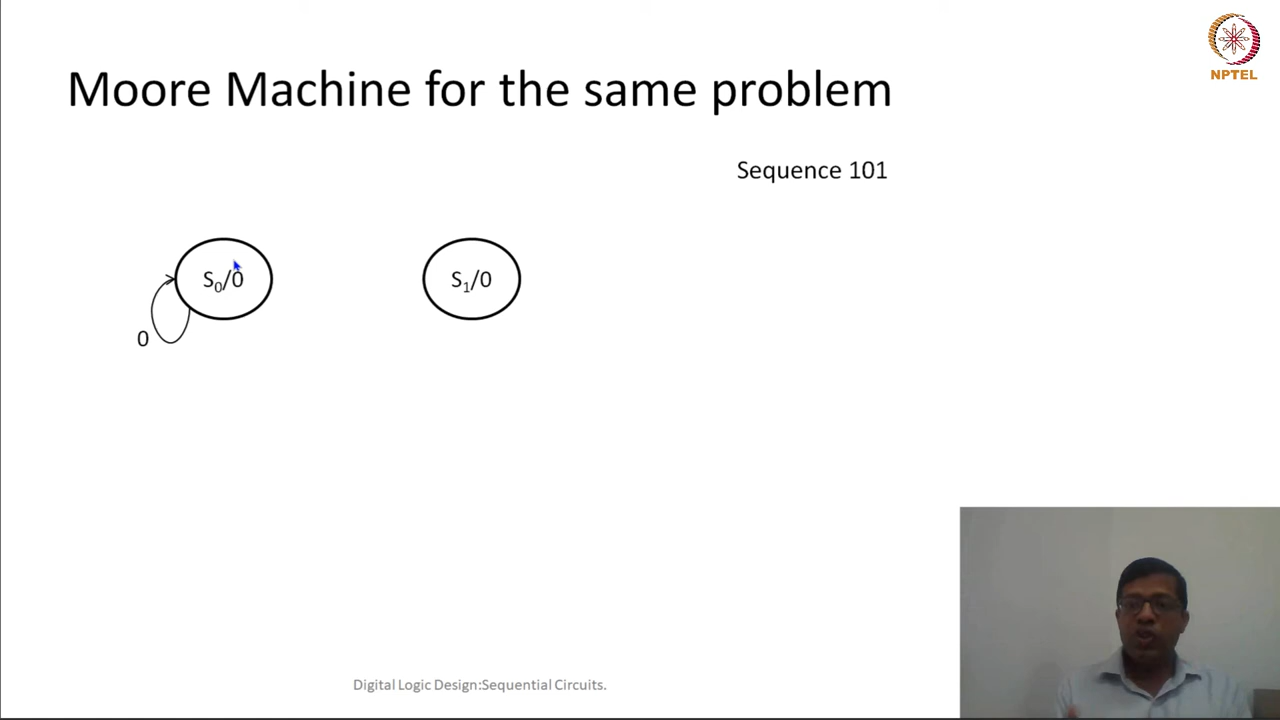 NPTEL
Moore Machine for the same problem
Sequence 101
S₀/0
S₁/0
0
Digital Logic Design:Sequential Circuits.